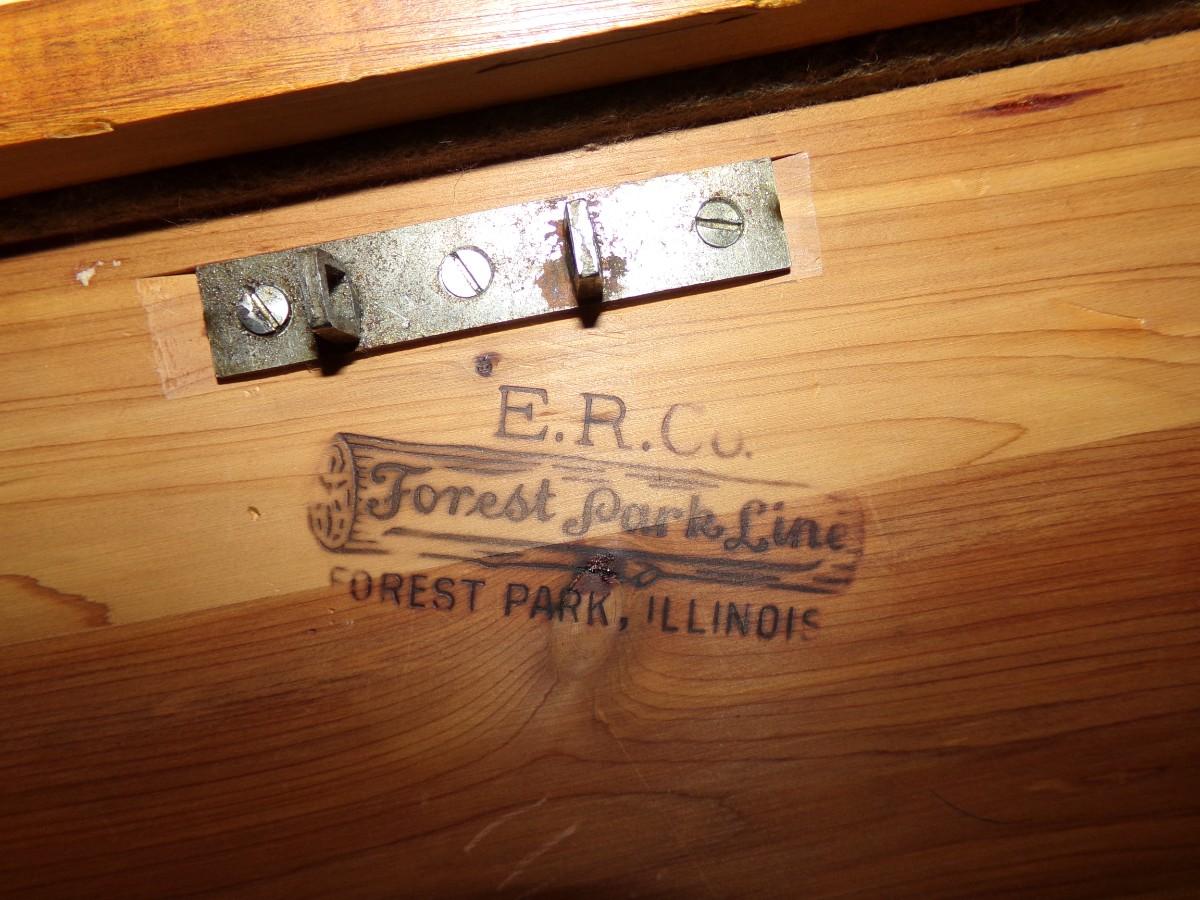 E.R.Co.
Forest Park Line
FOREST PARK, ILLINOIS